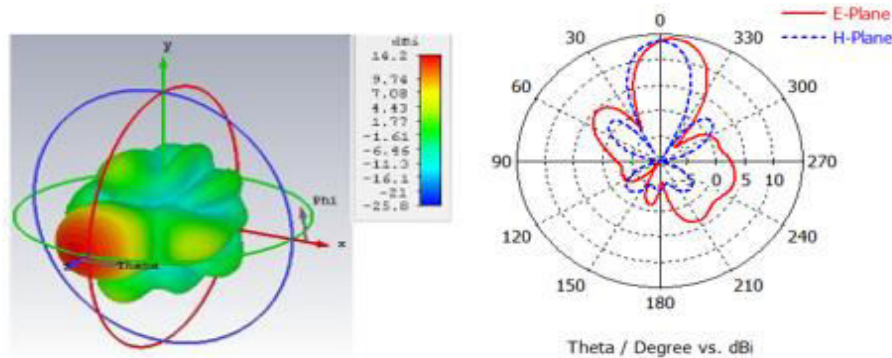 y
dBi
14.2
9.74
7.08
4.43
1.77
-1.61
-6.46
-11.3
-16.1
-21
-25.8
Phi
x
Theta
E-Plane
H-Plane
0
30
330
60
300
90
-5 0 5 10
270
120
240
150
210
180
Theta / Degree vs. dBi